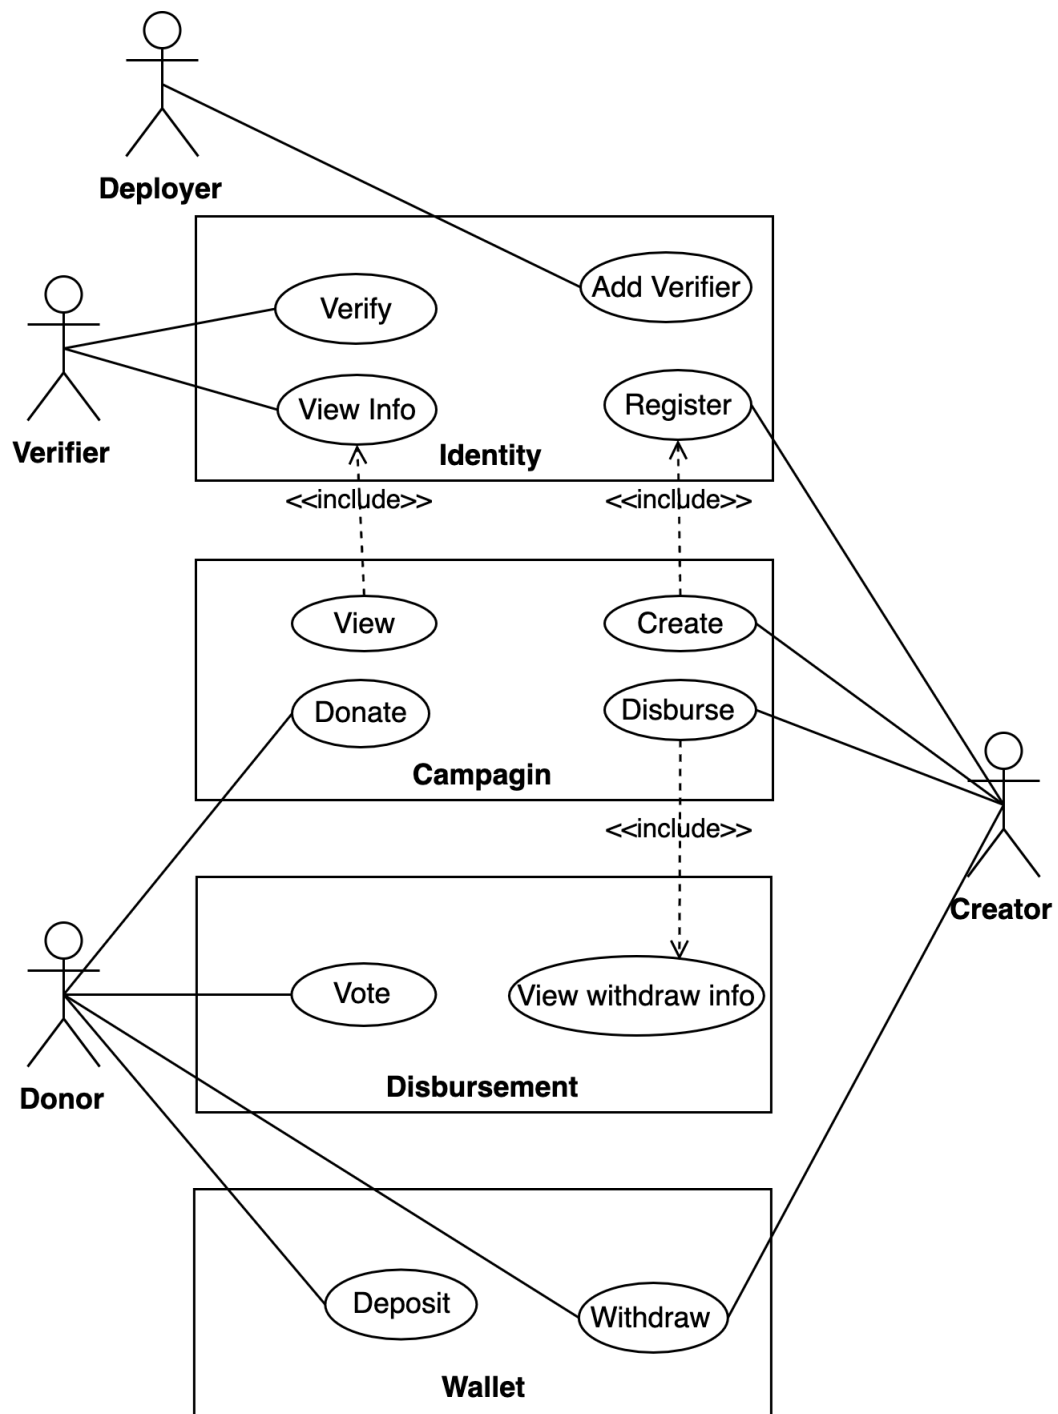 Deployer
Add Verifier
Verify
View Info
Register
Verifier
Identity
<<include>>
<<include>>
View
Create
Donate
Disburse
Campagin
<<include>>
Creator
Vote
View withdraw info
Donor
Disbursement
Deposit
Withdraw
Wallet